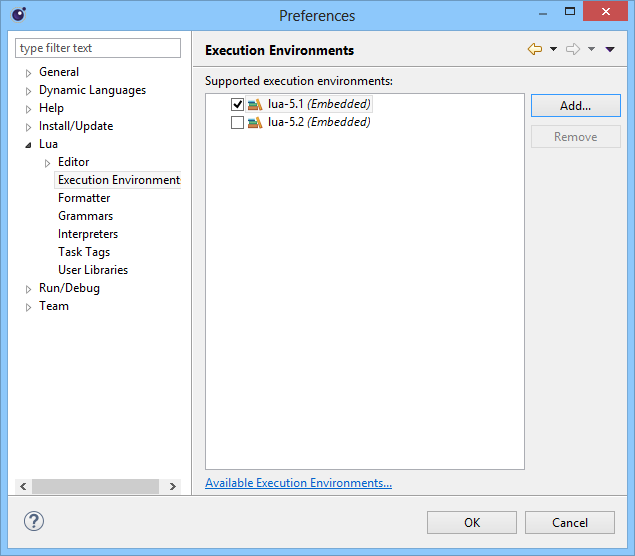 Preferences
type filter text
General
Dynamic Languages
Help
Install/Update
Lua
Editor
Execution Environment
Formatter
Grammars
Interpreters
Task Tags
User Libraries
Run/Debug
Team
Execution Environments
Supported execution environments:
lua-5.1 (Embedded)
lua-5.2 (Embedded)
Add...
Remove
Available Execution Environments...
?
OK
Cancel